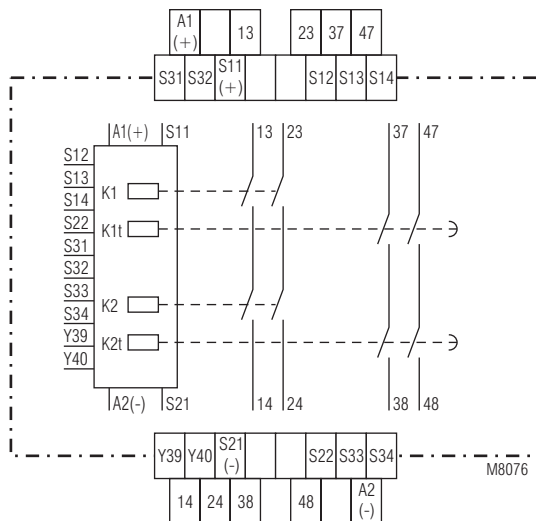 A1 (+) 13 23 37 47
S31 S32 S11 (+) S12 S13 S14
A1(+) S11 13 23 37 47
S12
S13
S14
S22
S31
S32
S33
S34
Y39
Y40
K1
K1t
K2
K2t
A2(-) S21 14 24 38 48
Y39 Y40 S21 (-) S22 S33 S34
M8076
14 24 38 48 A2 (-)